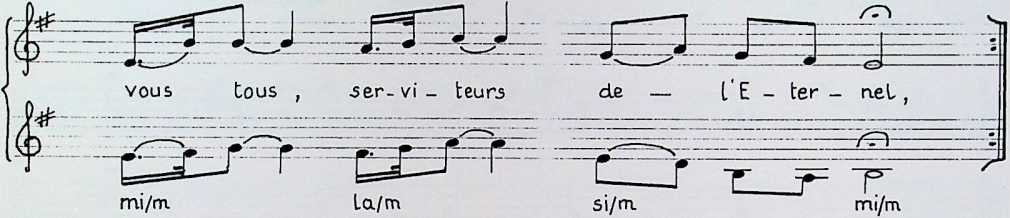 vous tous, ser-vi-teurs de — l'E-ter-nel,
mi/m la/m si/m mi/m